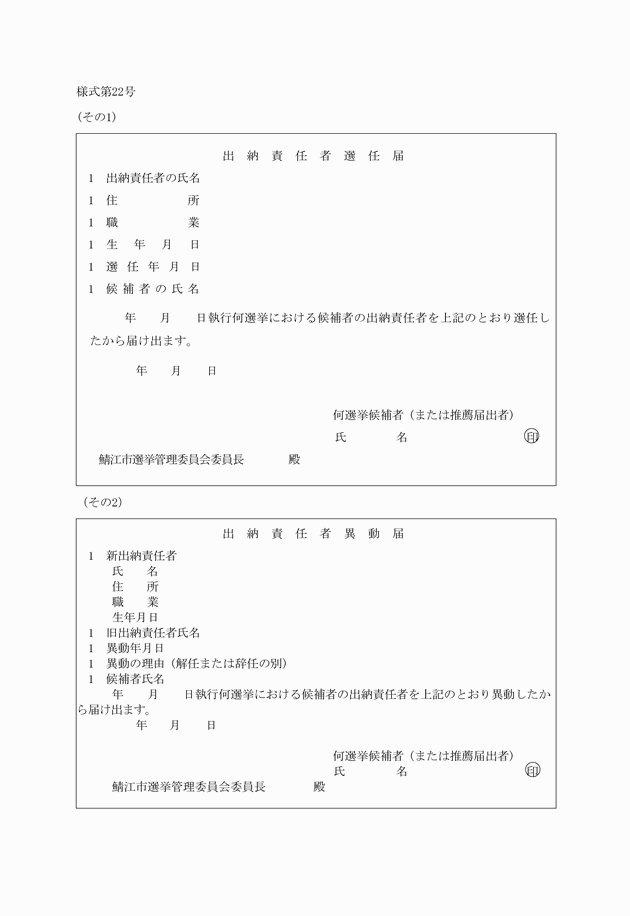 様式第22号
（その1）
出納責任者選任届
1　出納責任者の氏名
1　住　　　　　　所
1　職　　　　　　業
1　生　年　月　日
1　選任年月日
1　候補者の氏名
年　　月　　日執行何選挙における候補者の出納責任者を上記のとおり選任し
たから届け出ます。
年　　月　　日
何選挙候補者（または推薦届出者）
氏　　　　名　　　　　　　　　　㊞
鯖江市選挙管理委員会委員長　　　　殿
（その2）
出納責任者異動届
1　新出納責任者
氏　　名
住　　所
職　　業
生年月日
1　旧出納責任者氏名
1　異動年月日
1　異動の理由（解任または辞任の別）
1　候補者氏名
年　　月　　日執行何選挙における候補者の出納責任者を上記のとおり異動したか
ら届け出ます。
年　　月　　日
何選挙候補者（または推薦届出者）
氏　　　　名　　　　　　　　　　㊞
鯖江市選挙管理委員会委員長　　　　殿